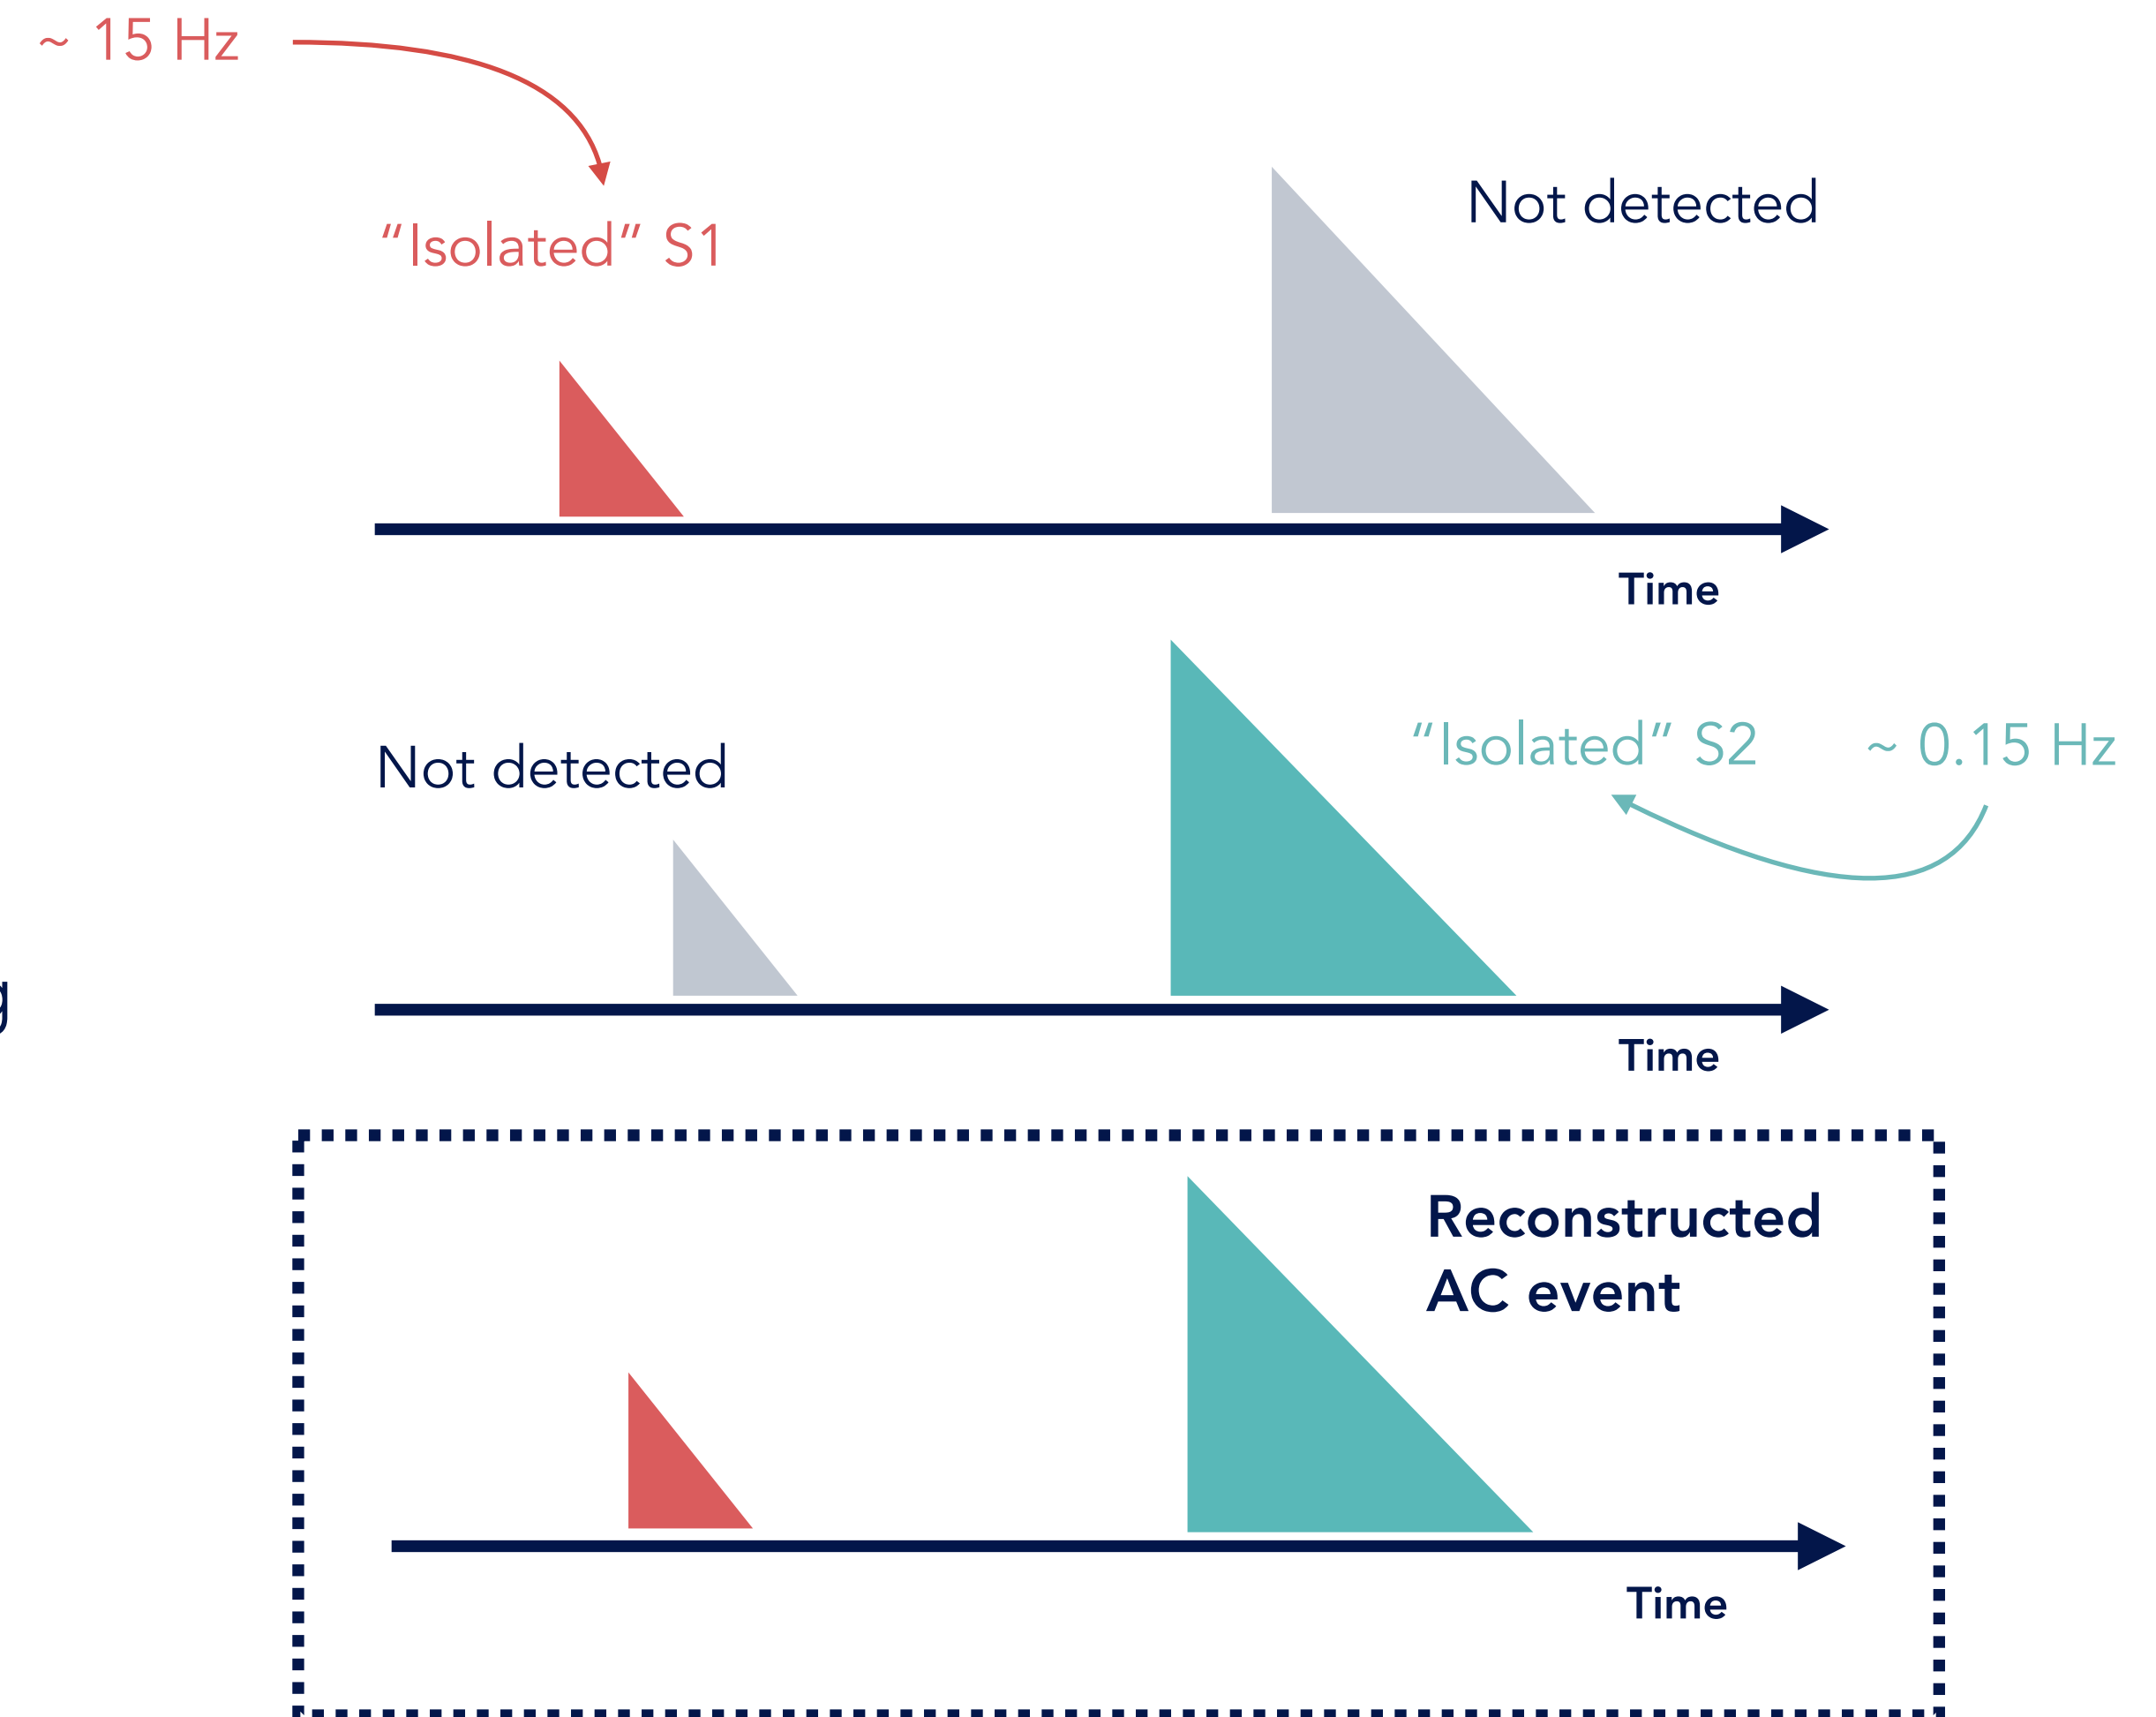 ~ 15 Hz
"Isolated" S1
Not detected
Time
Not detected
"Isolated" S2
~ 0.15 Hz
g
Time
Reconstructed
AC event
Time